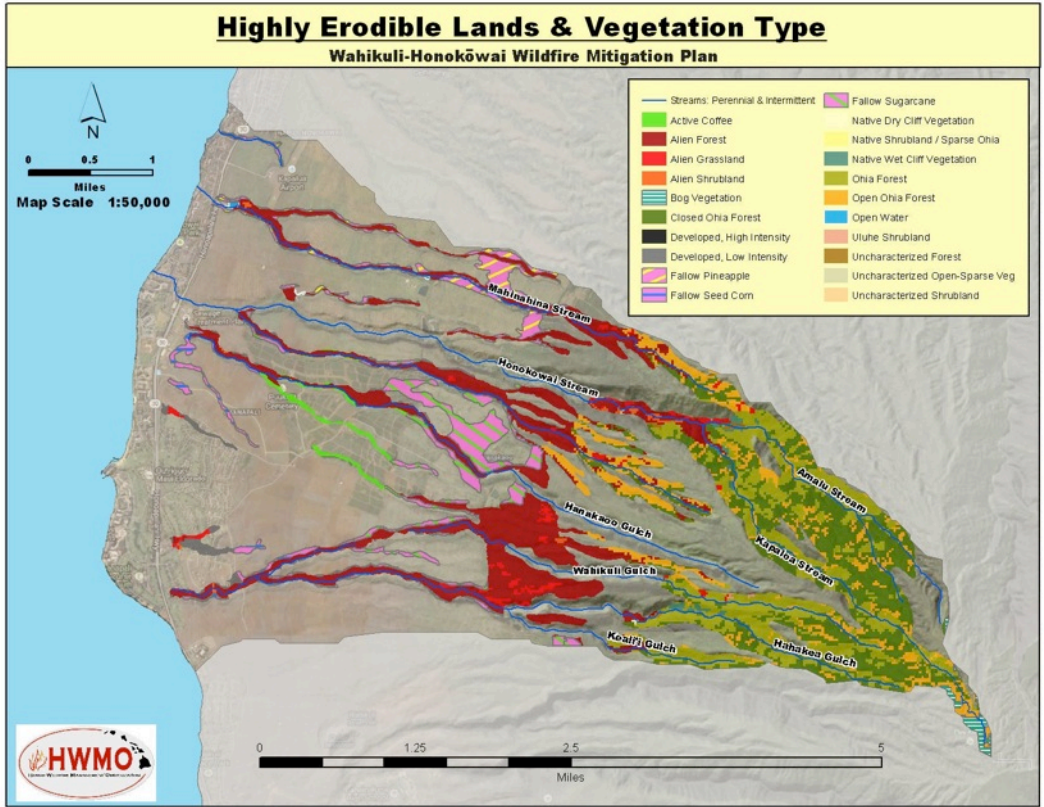 Highly Erodible Lands & Vegetation Type
Wahikuli-Honokōwai Wildfire Mitigation Plan
N
0 0.5 1
Miles
Map Scale 1:50,000
Streams: Perennial & Intermittent
Active Coffee
Alien Forest
Alien Grassland
Alien Shrubland
Bog Vegetation
Closed Ohia Forest
Developed, High Intensity
Developed, Low Intensity
Fallow Pineapple
Fallow Seed Corn
Fallow Sugarcane
Native Dry Cliff Vegetation
Native Shrubland / Sparse Ohia
Native Wet Cliff Vegetation
Ohia Forest
Open Ohia Forest
Open Water
Uluhe Shrubland
Uncharacterized Forest
Uncharacterized Open-Sparse Veg
Uncharacterized Shrubland
Airport
Mahinahina Stream
Honokowai Stream
Amalu Stream
Kapaloa Stream
Hanakaoo Gulch
Wahikuli Gulch
Keali'i Gulch
Hahakea Gulch
HWMO
0 1.25 2.5 5
Miles